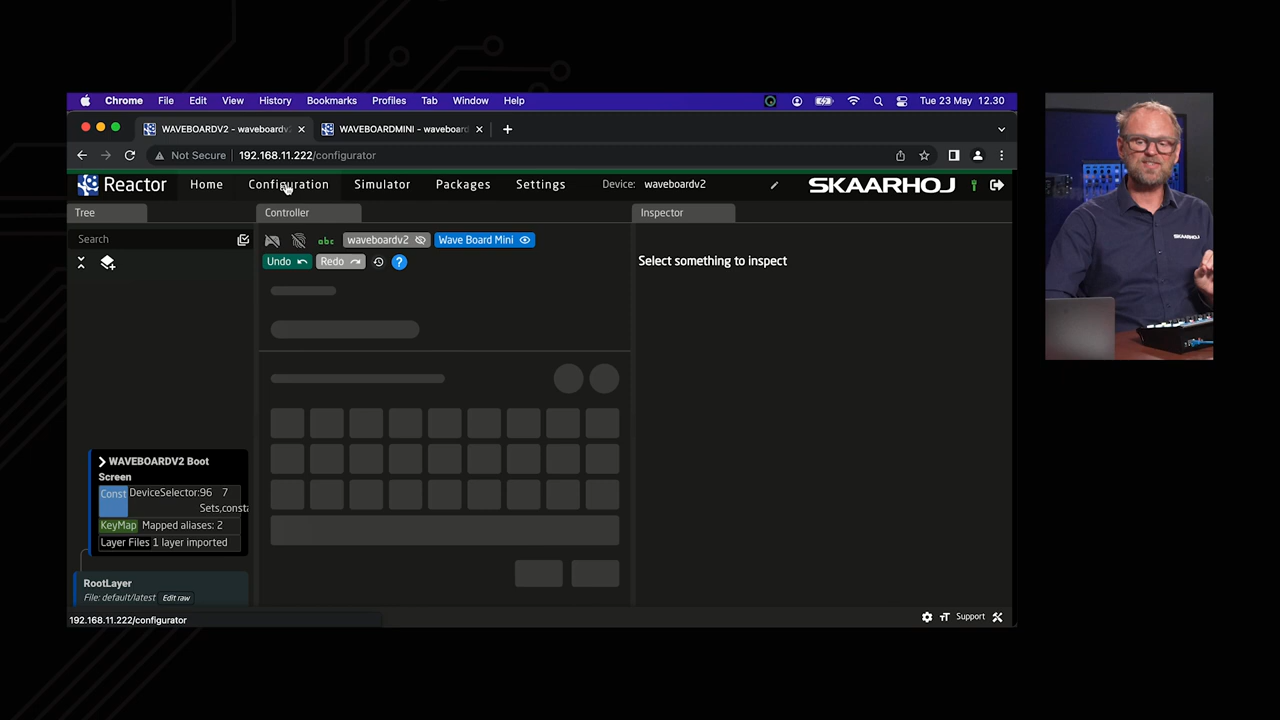 Chrome File Edit View History Bookmarks Profiles Tab Window Help Tue 23 May 12.30
WAVEBOARDV2 - waveboardv2 WAVEBOARDMINI - waveboard
Not Secure 192.168.11.222/configurator
Reactor Home Configuration Simulator Packages Settings Device: waveboardv2 SKAARHOJ
Tree Controller Inspector
Search abc waveboardv2 Wave Board Mini
Undo Redo ? Select something to inspect
WAVEBOARDV2 Boot
Screen
Const DeviceSelector:96 7
Sets,consta
KeyMap Mapped aliases: 2
Layer Files 1 layer imported
RootLayer
File: default/latest Edit raw
192.168.11.222/configurator
TT Support
SKAARHOJ